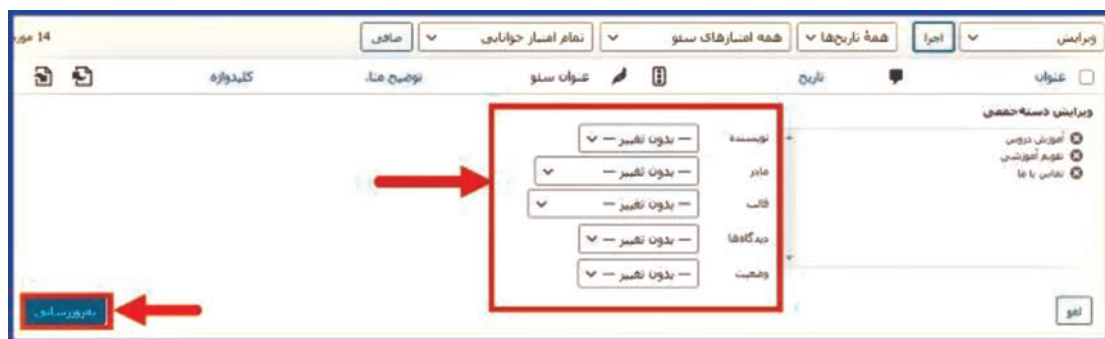 ویرایش اجرا همهٔ تاریخ‌ها همه امتیازهای سئو تمام امتیاز خوانایی صافی 14 مورد
عنوان تاریخ عنوان سئو توضیح متا. کلیدواژه
ویرایش دسته‌جمعی
آموزش دروس
تقویم آموزشی
تماس با ما
نویسنده — بدون تغییر —
مادر — بدون تغییر —
قالب — بدون تغییر —
دیدگاه‌ها — بدون تغییر —
وضعیت — بدون تغییر —
لغو به‌روزرسانی